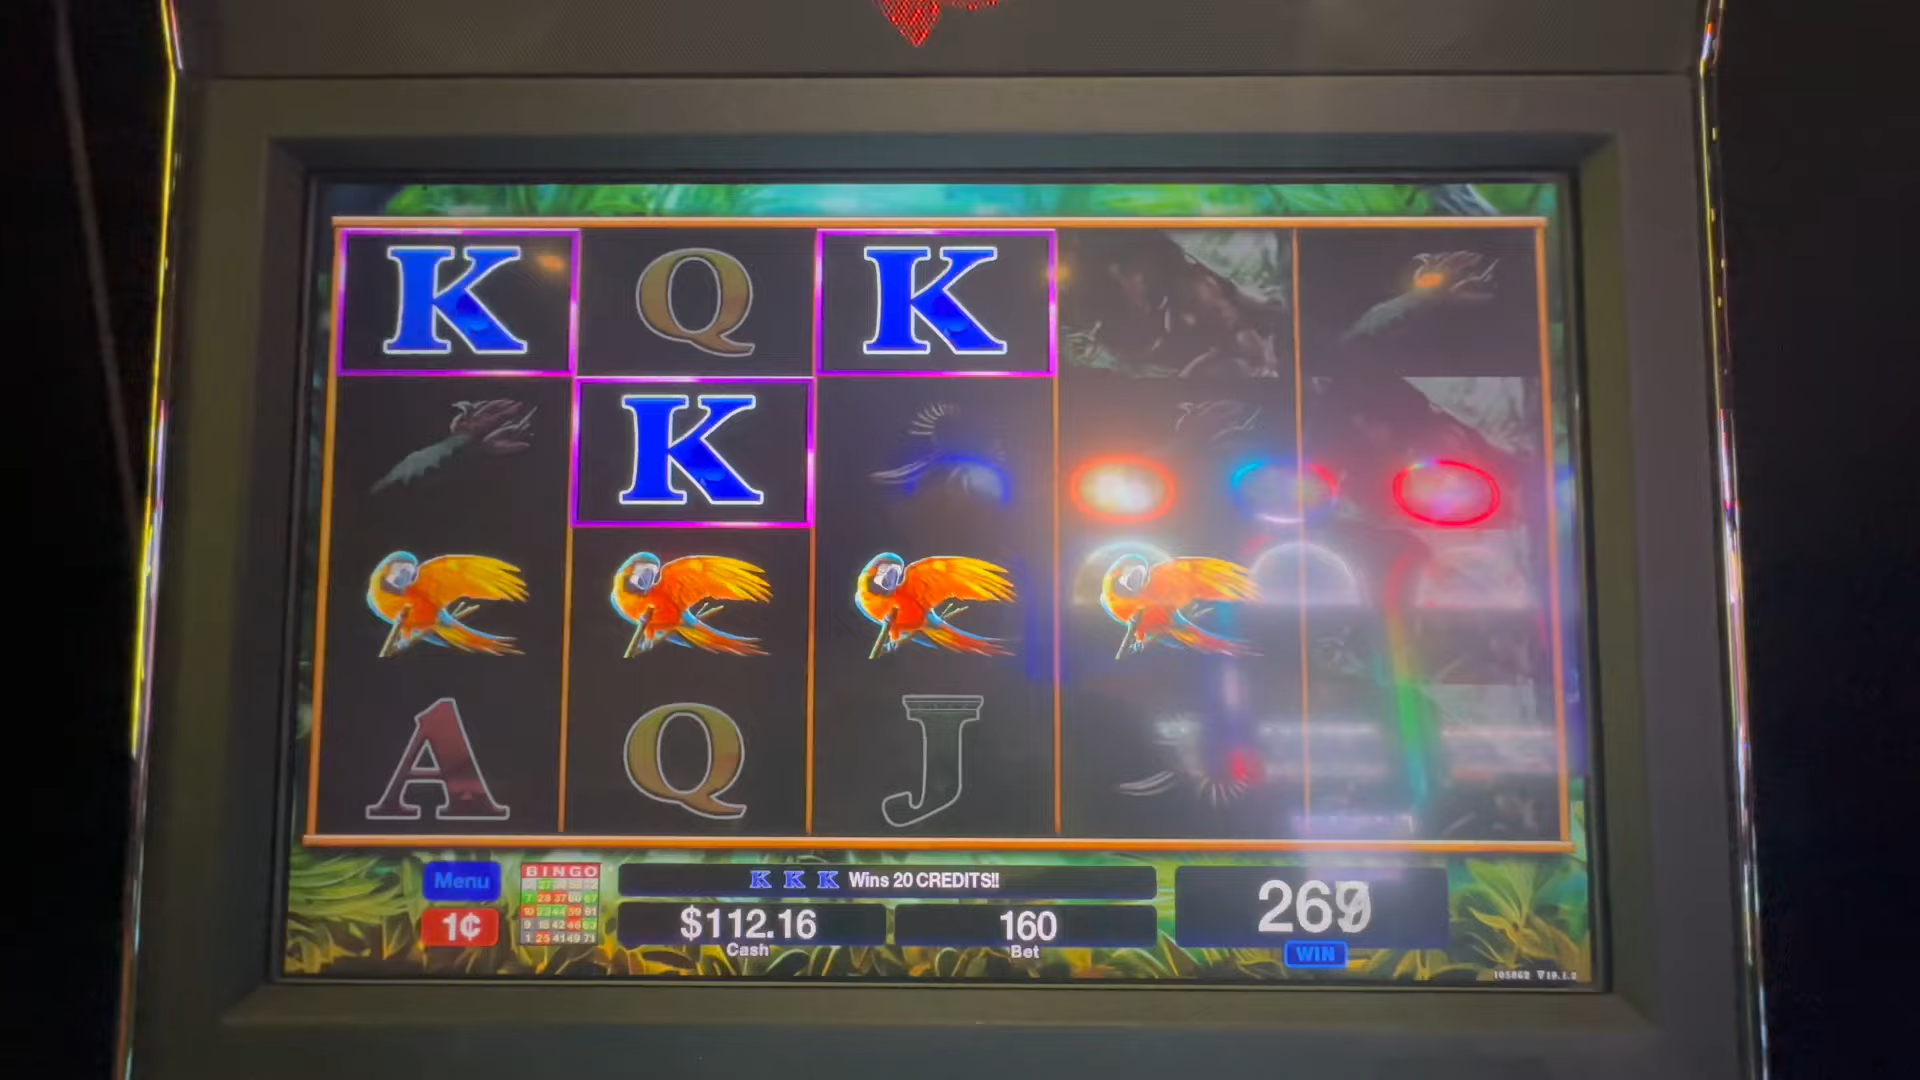 K Q K
K
A Q J
Menu
BINGO
K K K Wins 20 CREDITS!!
1¢
$112.16
160
Cash
Bet
WIN